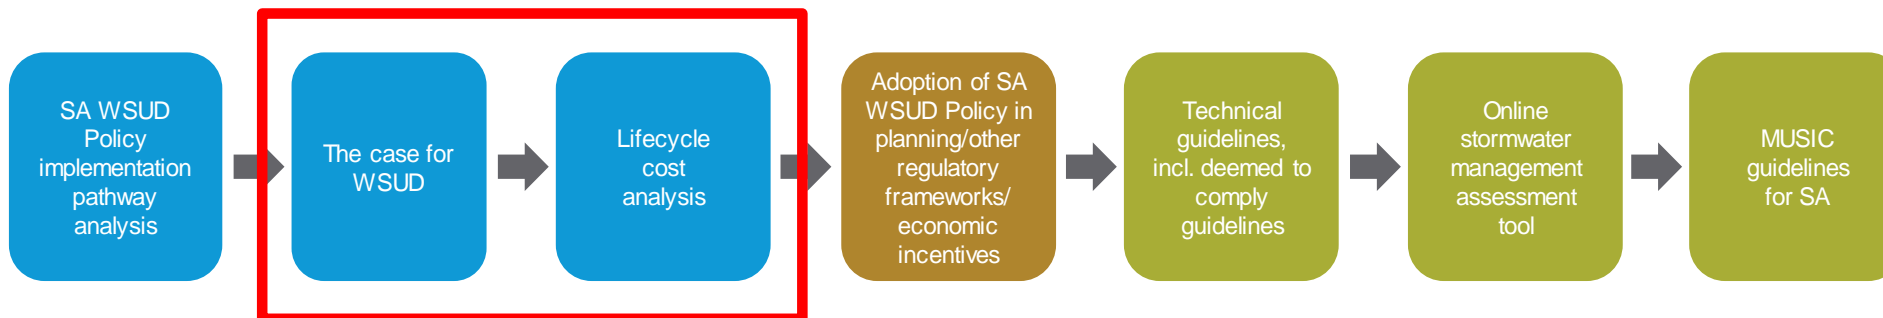 SA WSUD
Policy
implementation
pathway
analysis
The case for
WSUD
Lifecycle
cost
analysis
Adoption of SA
WSUD Policy in
planning/other
regulatory
frameworks/
economic
incentives
Technical
guidelines,
incl. deemed to
comply
guidelines
Online
stormwater
management
assessment
tool
MUSIC
guidelines
for SA